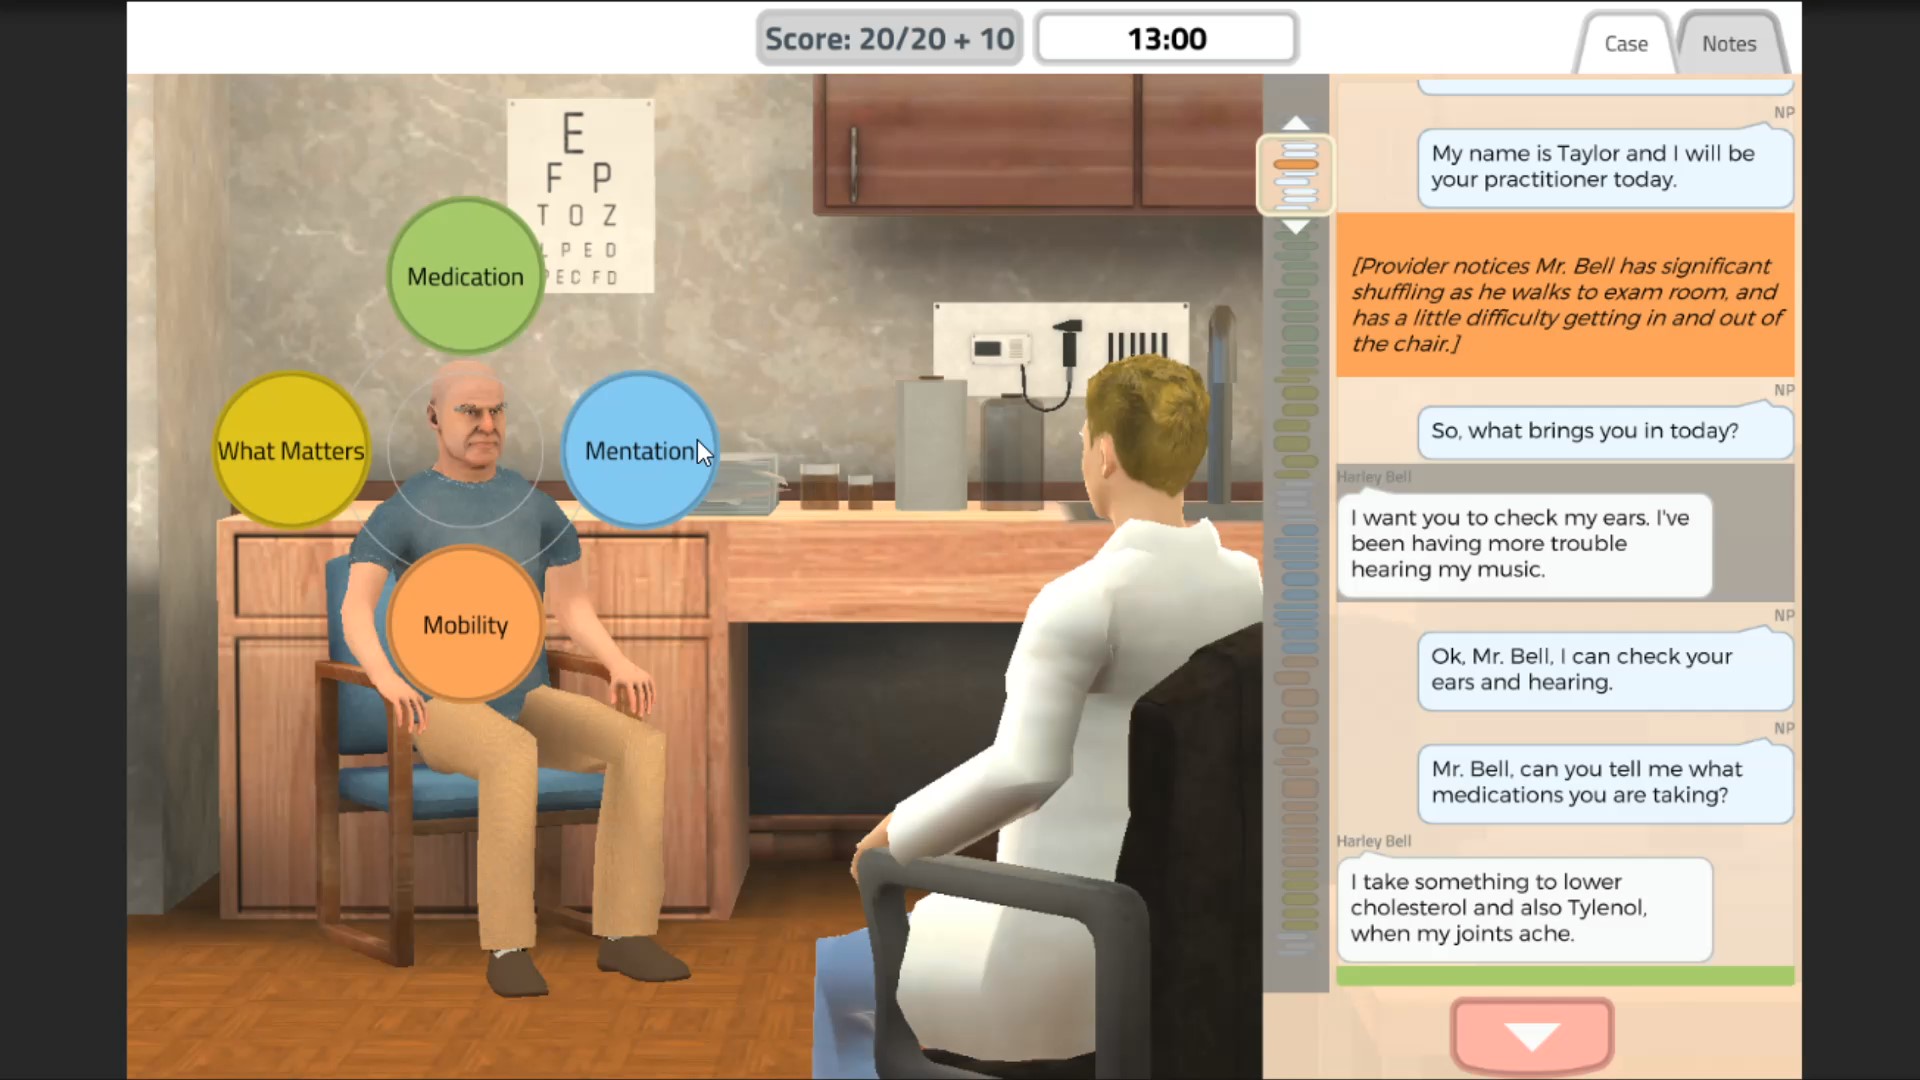 Score: 20/20 + 10
13:00
Case
Notes
E
F P
T O Z
L P E D
P E C F D
Medication
What Matters
Mentation
Mobility
NP
My name is Taylor and I will be
your practitioner today.
[Provider notices Mr. Bell has significant
shuffling as he walks to exam room, and
has a little difficulty getting in and out of
the chair.]
NP
So, what brings you in today?
Harley Bell
I want you to check my ears. I've
been having more trouble
hearing my music.
NP
Ok, Mr. Bell, I can check your
ears and hearing.
NP
Mr. Bell, can you tell me what
medications you are taking?
Harley Bell
I take something to lower
cholesterol and also Tylenol,
when my joints ache.